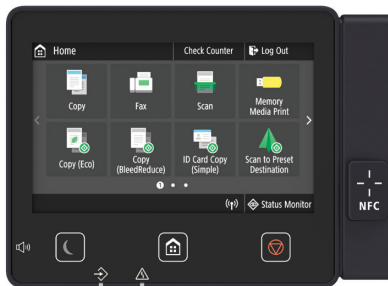 Home
Check Counter
Log Out
Copy
Fax
Scan
Memory
Media Print
Copy (Eco)
Copy
(BleedReduce)
ID Card Copy
(Simple)
Scan to Preset
Destination
1
Status Monitor
NFC